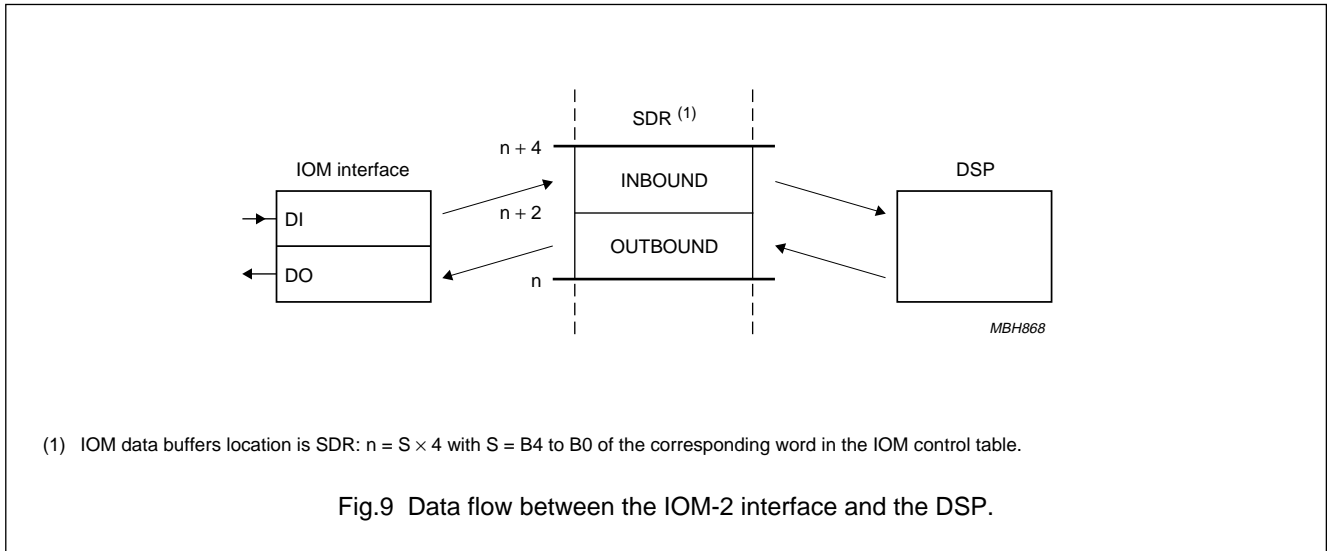 SDR (1)
n + 4
IOM interface
INBOUND
DSP
DI
n + 2
OUTBOUND
DO
n
MBH868
(1) IOM data buffers location is SDR: n = S × 4 with S = B4 to B0 of the corresponding word in the IOM control table.
Fig.9 Data flow between the IOM-2 interface and the DSP.